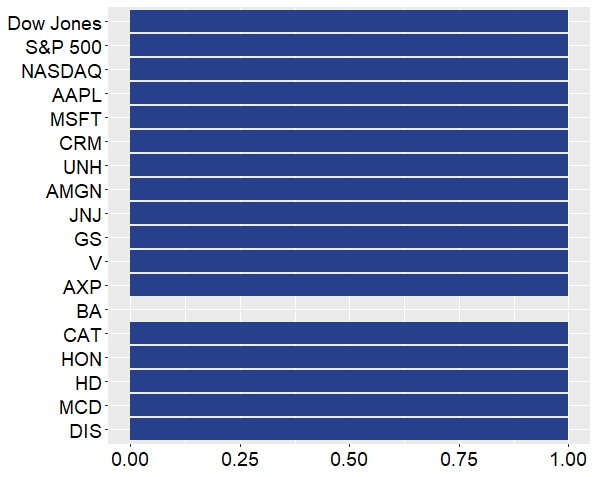 Dow Jones
S&P 500
NASDAQ
AAPL
MSFT
CRM
UNH
AMGN
JNJ
GS
V
AXP
BA
CAT
HON
HD
MCD
DIS
0.00 0.25 0.50 0.75 1.00